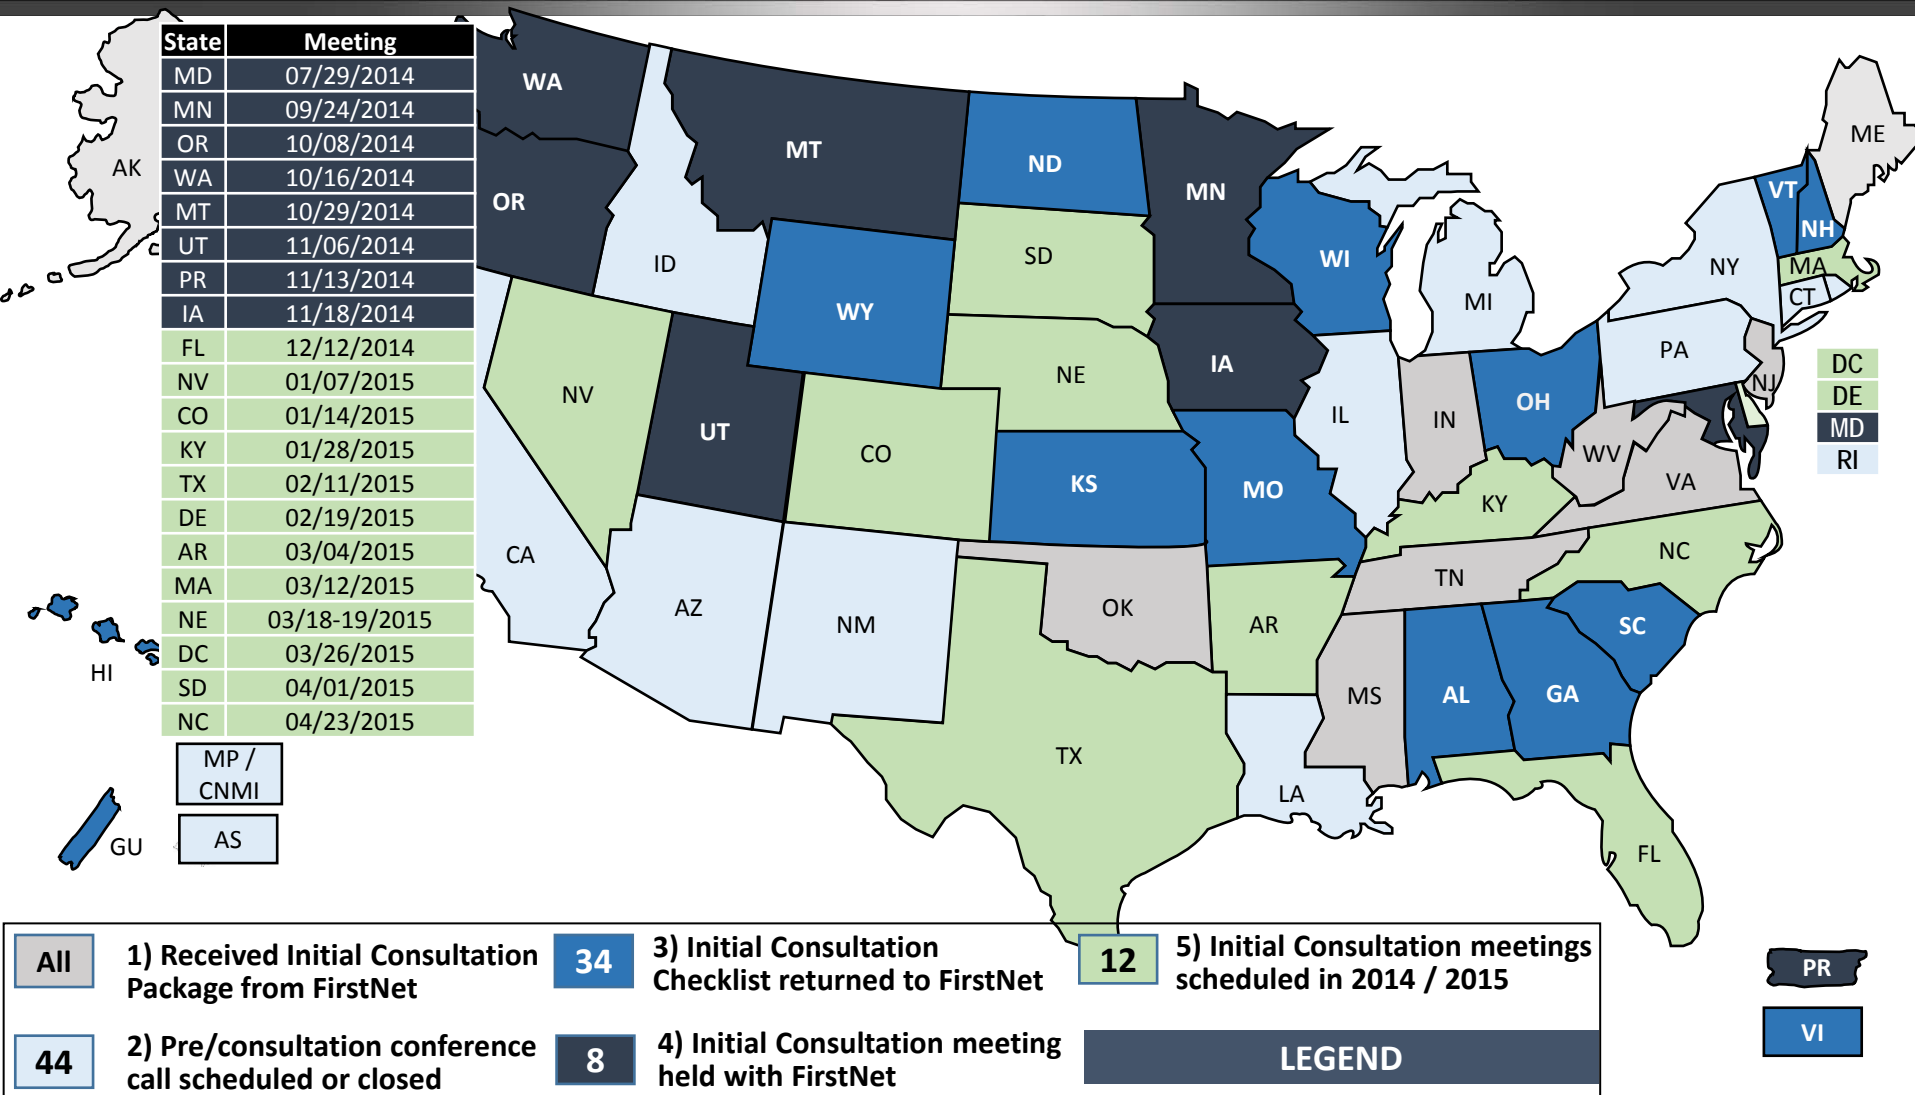 State Meeting
MD 07/29/2014
MN 09/24/2014
OR 10/08/2014
WA 10/16/2014
MT 10/29/2014
UT 11/06/2014
PR 11/13/2014
IA 11/18/2014
FL 12/12/2014
NV 01/07/2015
CO 01/14/2015
KY 01/28/2015
TX 02/11/2015
DE 02/19/2015
AR 03/04/2015
MA 03/12/2015
NE 03/18-19/2015
DC 03/26/2015
SD 04/01/2015
NC 04/23/2015
MP /
CNMI
AS
AK
HI
GU
WA
OR
CA
ID
NV
MT
WY
UT
AZ
CO
NM
ND
SD
NE
KS
OK
TX
MN
IA
MO
AR
LA
WI
IL
MI
IN
OH
KY
TN
MS
AL
GA
FL
SC
NC
VA
WV
PA
NY
NJ
CT
MA
VT
NH
ME
DC
DE
MD
RI
PR
VI
All
1) Received Initial Consultation
Package from FirstNet
34
3) Initial Consultation
Checklist returned to FirstNet
12
5) Initial Consultation meetings
scheduled in 2014 / 2015
44
2) Pre/consultation conference
call scheduled or closed
8
4) Initial Consultation meeting
held with FirstNet
LEGEND